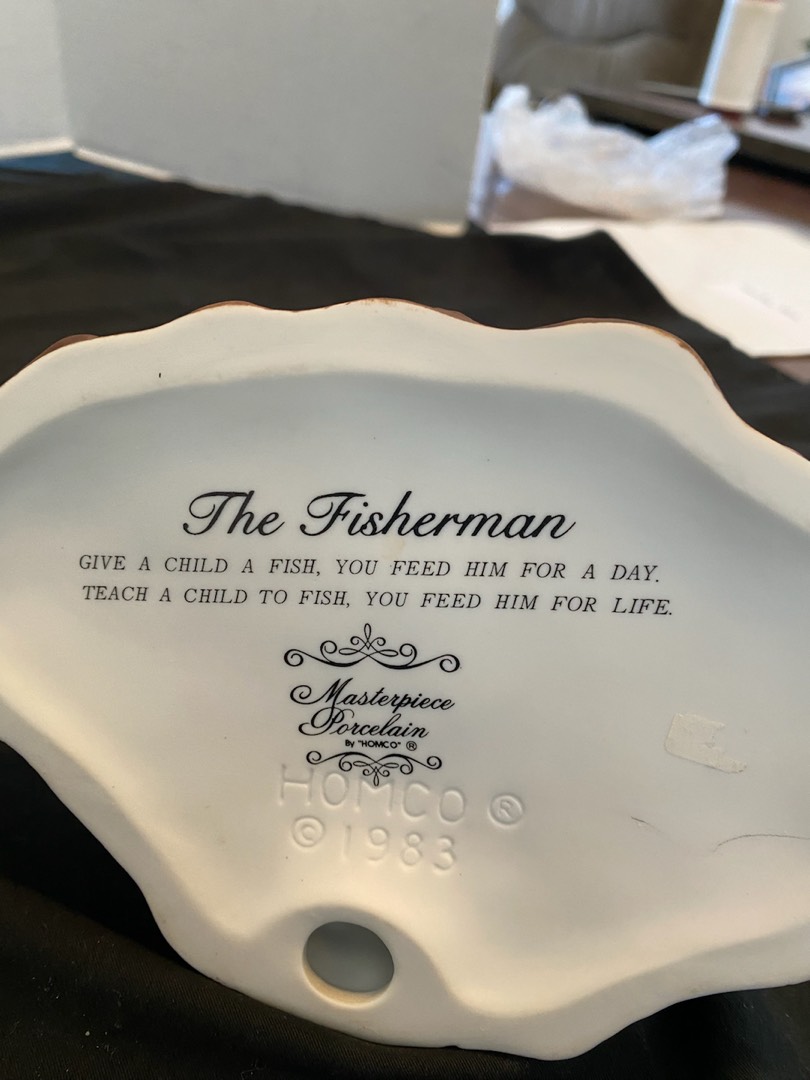 The Fisherman
GIVE A CHILD A FISH, YOU FEED HIM FOR A DAY.
TEACH A CHILD TO FISH, YOU FEED HIM FOR LIFE.
Masterpiece
Porcelain
By "HOMCO" ®
HOMCO ®
© 1983